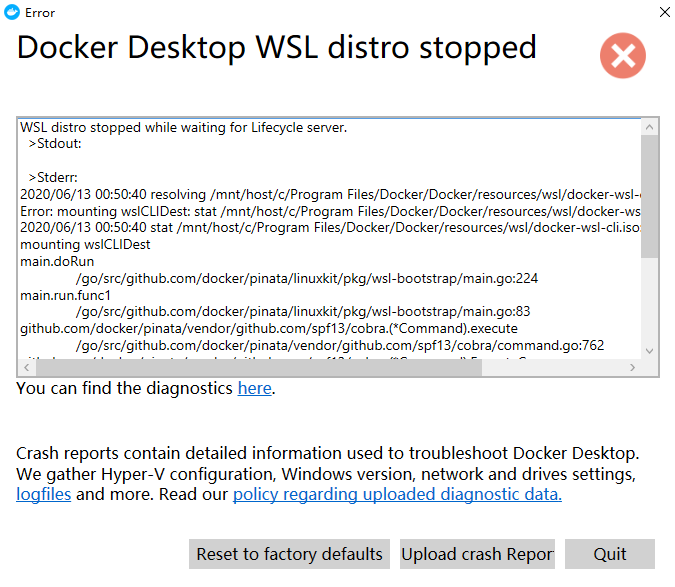 Error
Docker Desktop WSL distro stopped
WSL distro stopped while waiting for Lifecycle server.
>Stdout:
>Stderr:
2020/06/13 00:50:40 resolving /mnt/host/c/Program Files/Docker/Docker/resources/wsl/docker-wsl-
Error: mounting wslCLIDest: stat /mnt/host/c/Program Files/Docker/Docker/resources/wsl/docker-ws
2020/06/13 00:50:40 stat /mnt/host/c/Program Files/Docker/Docker/resources/wsl/docker-wsl-cli.iso:
mounting wslCLIDest
main.doRun
/go/src/github.com/docker/pinata/linuxkit/pkg/wsl-bootstrap/main.go:224
main.run.func1
/go/src/github.com/docker/pinata/linuxkit/pkg/wsl-bootstrap/main.go:83
github.com/docker/pinata/vendor/github.com/spf13/cobra.(*Command).execute
/go/src/github.com/docker/pinata/vendor/github.com/spf13/cobra/command.go:762
You can find the diagnostics here.
Crash reports contain detailed information used to troubleshoot Docker Desktop.
We gather Hyper-V configuration, Windows version, network and drives settings,
logfiles and more. Read our policy regarding uploaded diagnostic data.
Reset to factory defaults
Upload crash Repor
Quit